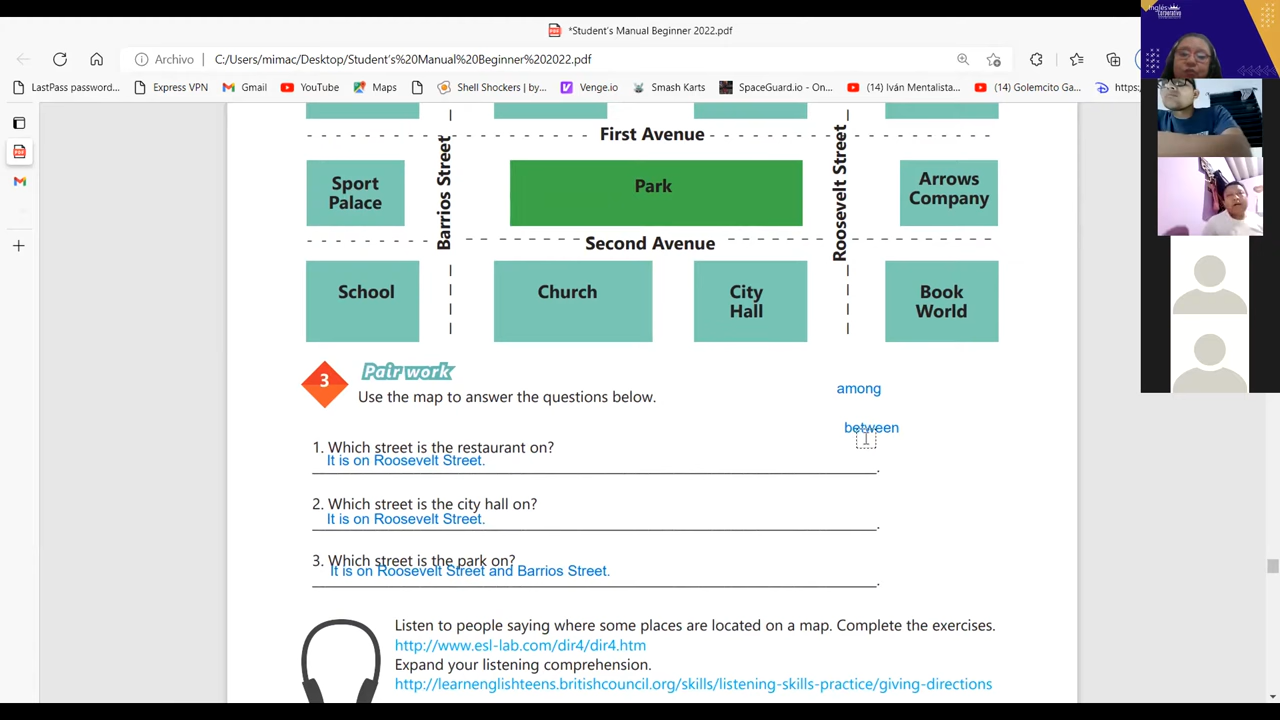 *Student's Manual Beginner 2022.pdf
Archivo
C:/Users/mimac/Desktop/Student's%20Manual%20Beginner%202022.pdf
LastPass password...
Express VPN
Gmail
YouTube
Maps
Shell Shockers | by...
Venge.io
Smash Karts
SpaceGuard.io - On...
(14) Iván Mentalista...
(14) Golemcito Ga...
https:
Inglés
Corporativo
First Avenue
Barrios Street
Roosevelt Street
Sport
Palace
Park
Arrows
Company
Second Avenue
School
Church
City
Hall
Book
World
3
Pair work
Use the map to answer the questions below.
among
between
1. Which street is the restaurant on?
It is on Roosevelt Street.
2. Which street is the city hall on?
It is on Roosevelt Street.
3. Which street is the park on?
It is on Roosevelt Street and Barrios Street.
Listen to people saying where some places are located on a map. Complete the exercises.
http://www.esl-lab.com/dir4/dir4.htm
Expand your listening comprehension.
http://learnenglishteens.britishcouncil.org/skills/listening-skills-practice/giving-directions